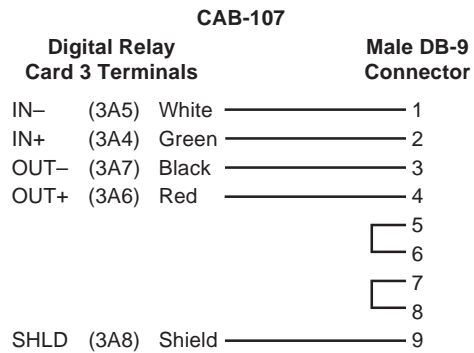 CAB-107
Digital Relay
Card 3 Terminals
Male DB-9
Connector
IN– (3A5) White 1
IN+ (3A4) Green 2
OUT– (3A7) Black 3
OUT+ (3A6) Red 4
5
6
7
8
SHLD (3A8) Shield 9